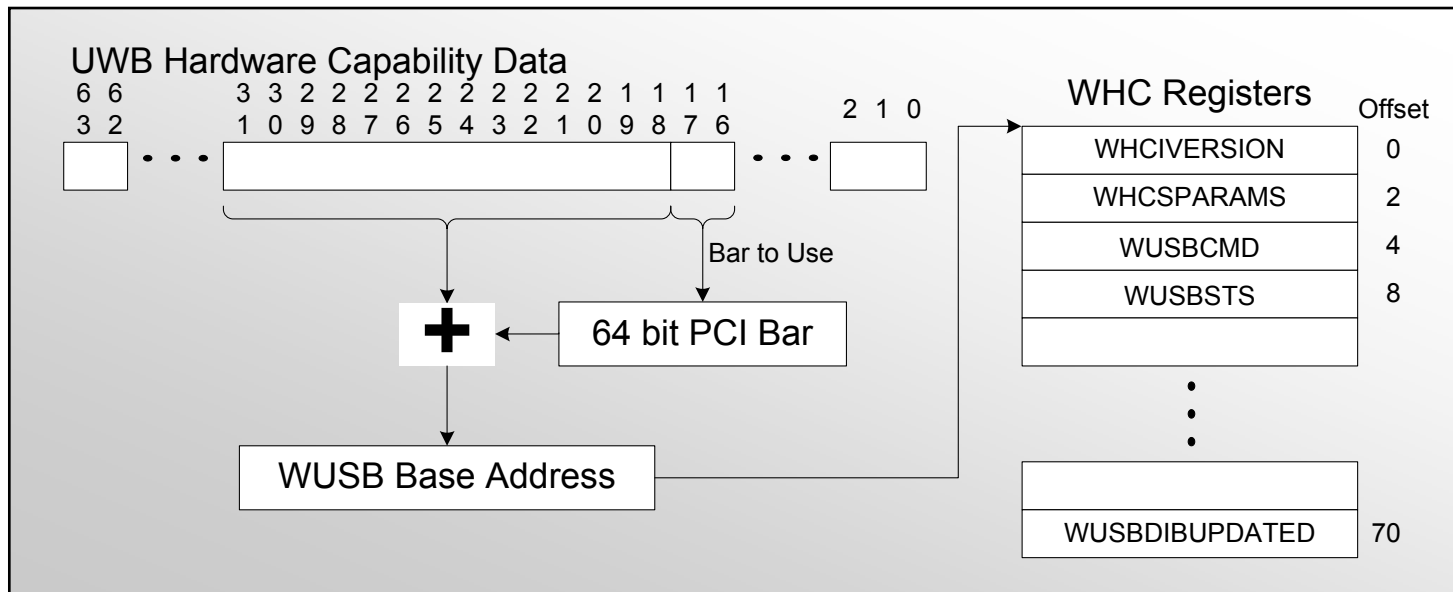 UWB Hardware Capability Data
6 6 3 3 2 2 2 2 2 2 2 2 2 2 1 1 1 1
3 2 1 0 9 8 7 6 5 4 3 2 1 0 9 8 7 6
2 1 0
Bar to Use
+
64 bit PCI Bar
WUSB Base Address
WHC Registers
Offset
WHCIVERSION 0
WHCSPARAMS 2
WUSBCMD 4
WUSBSTS 8
WUSBDIBUPDATED 70